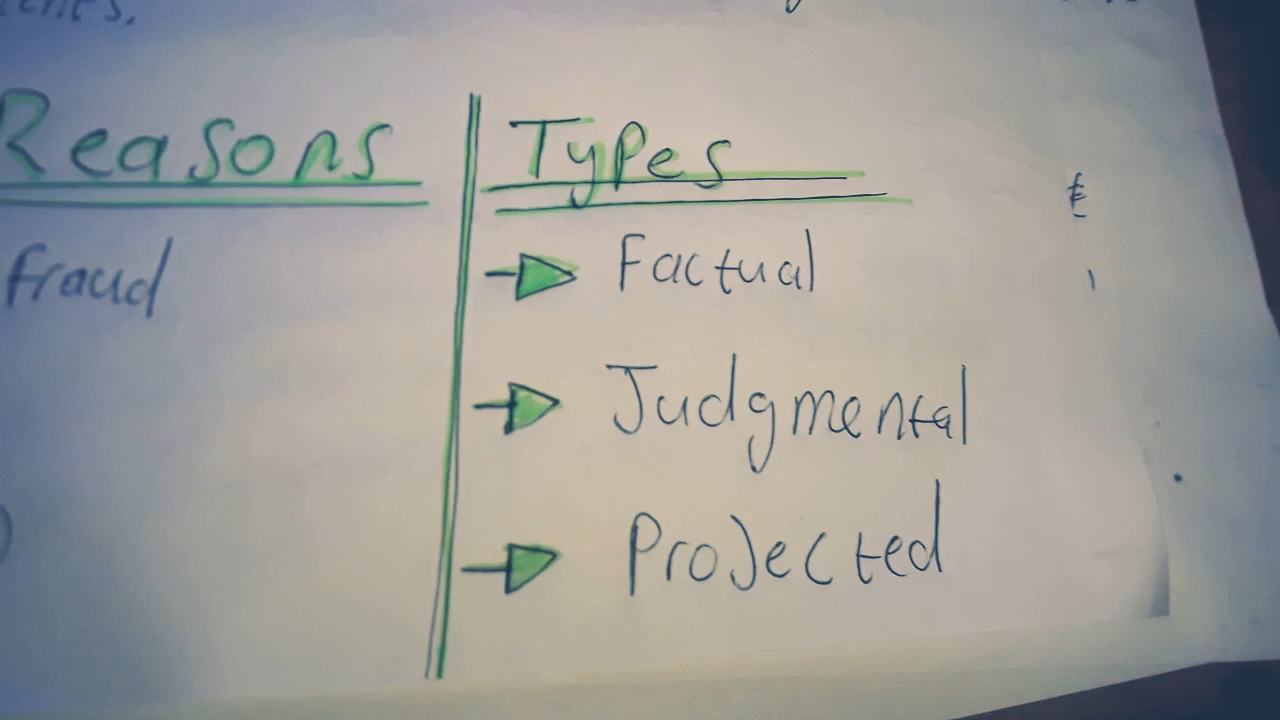 Reasons
Fraud
Types
Factual
Judgmental
Projected